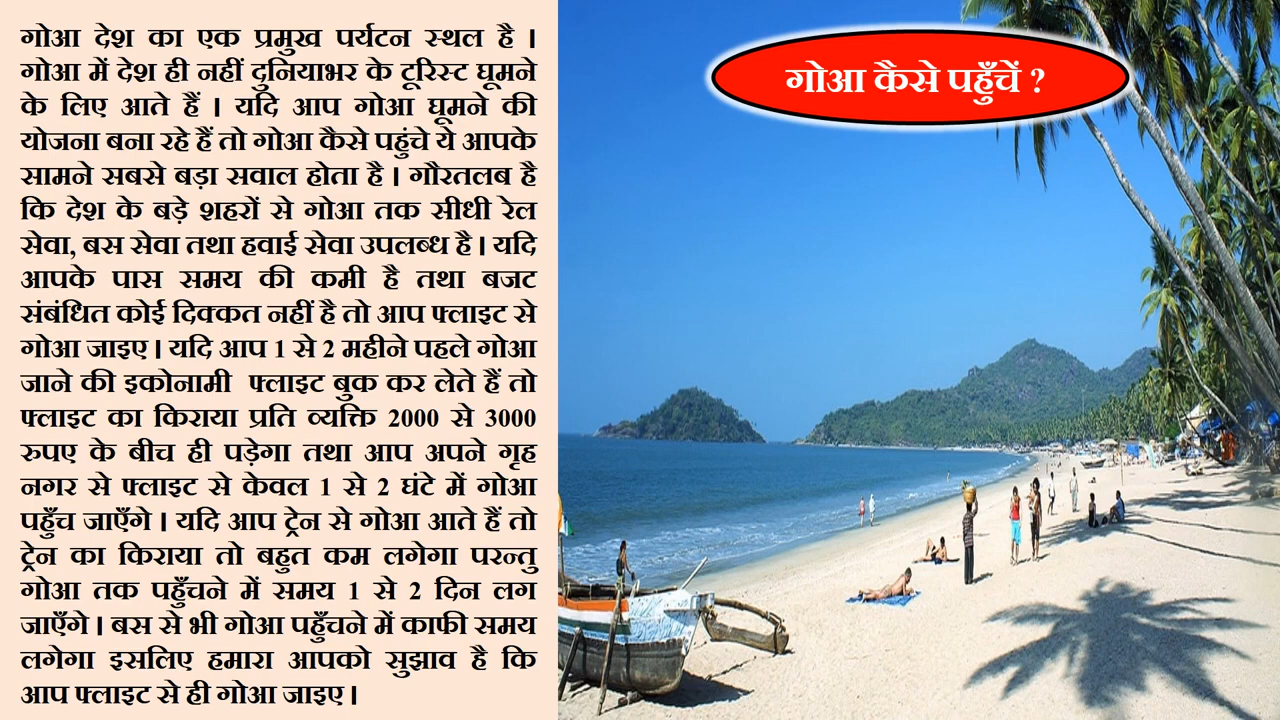 गोआ देश का एक प्रमुख पर्यटन स्थल है ।
गोआ में देश ही नहीं दुनियाभर के टूरिस्ट घूमने
के लिए आते हैं । यदि आप गोआ घूमने की
योजना बना रहे हैं तो गोआ कैसे पहुंचे ये आपके
सामने सबसे बड़ा सवाल होता है । गौरतलब है
कि देश के बड़े शहरों से गोआ तक सीधी रेल
सेवा, बस सेवा तथा हवाई सेवा उपलब्ध है । यदि
आपके पास समय की कमी है तथा बजट
संबंधित कोई दिक्कत नहीं है तो आप फ्लाइट से
गोआ जाइए । यदि आप 1 से 2 महीने पहले गोआ
जाने की इकोनामी फ्लाइट बुक कर लेते हैं तो
फ्लाइट का किराया प्रति व्यक्ति 2000 से 3000
रुपए के बीच ही पड़ेगा तथा आप अपने गृह
नगर से फ्लाइट से केवल 1 से 2 घंटे में गोआ
पहुँच जाएँगे । यदि आप ट्रेन से गोआ आते हैं तो
ट्रेन का किराया तो बहुत कम लगेगा परन्तु
गोआ तक पहुँचने में समय 1 से 2 दिन लग
जाएँगे । बस से भी गोआ पहुँचने में काफी समय
लगेगा इसलिए हमारा आपको सुझाव है कि
आप फ्लाइट से ही गोआ जाइए ।
गोआ कैसे पहुँचें ?